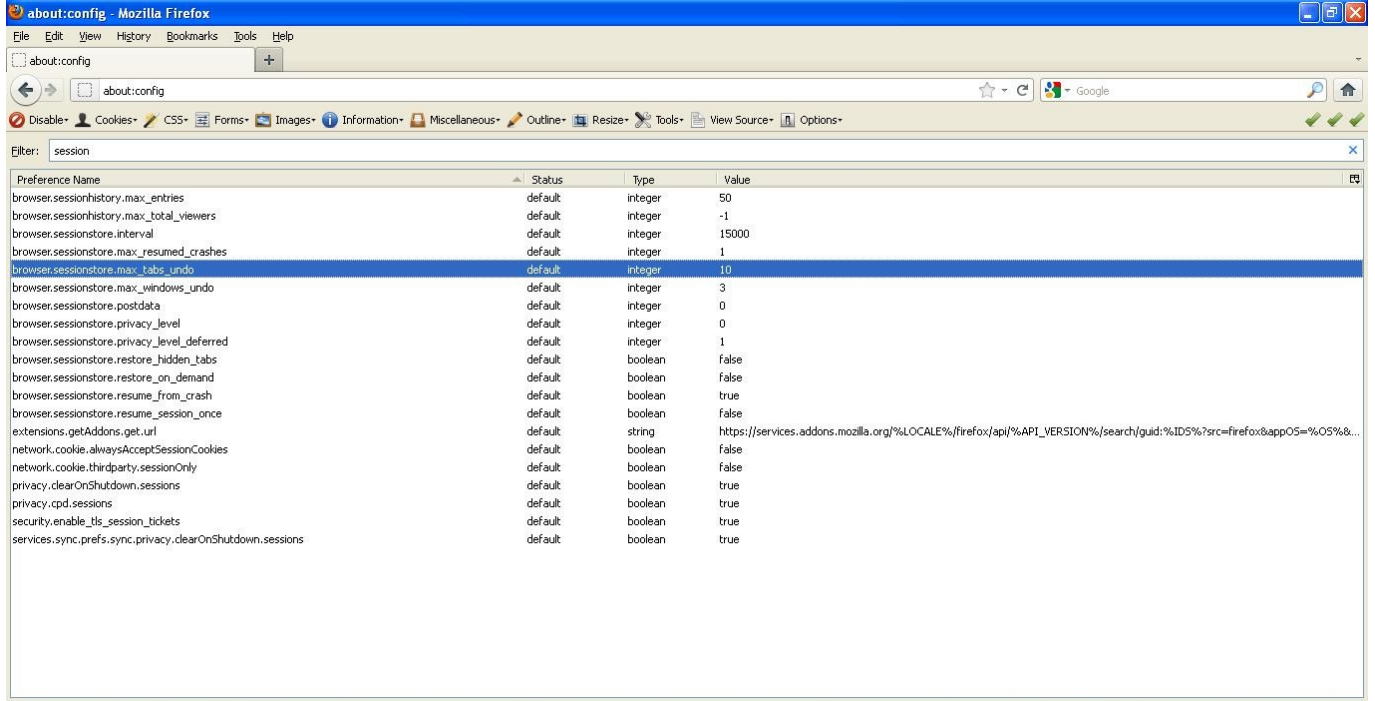 about:config - Mozilla Firefox
File Edit View History Bookmarks Tools Help
about:config +
about:config Google
Disable Cookies CSS Forms Images Information Miscellaneous Outline Resize Tools View Source Options
Filter: session
Preference Name Status Type Value
browser.sessionhistory.max_entries default integer 50
browser.sessionhistory.max_total_viewers default integer -1
browser.sessionstore.interval default integer 15000
browser.sessionstore.max_resumed_crashes default integer 1
browser.sessionstore.max_tabs_undo default integer 10
browser.sessionstore.max_windows_undo default integer 3
browser.sessionstore.postdata default integer 0
browser.sessionstore.privacy_level default integer 0
browser.sessionstore.privacy_level_deferred default integer 1
browser.sessionstore.restore_hidden_tabs default boolean false
browser.sessionstore.restore_on_demand default boolean false
browser.sessionstore.resume_from_crash default boolean true
browser.sessionstore.resume_session_once default boolean false
extensions.getAddons.get.url default string https://services.addons.mozilla.org/%LOCALE%/firefox/api/%API_VERSION%/search/guid:%IDS%?src=firefox&appOS=%OS%&...
network.cookie.alwaysAcceptSessionCookies default boolean false
network.cookie.thirdparty.sessionOnly default boolean false
privacy.clearOnShutdown.sessions default boolean true
privacy.cpd.sessions default boolean true
security.enable_tls_session_tickets default boolean true
services.sync.prefs.sync.privacy.clearOnShutdown.sessions default boolean true